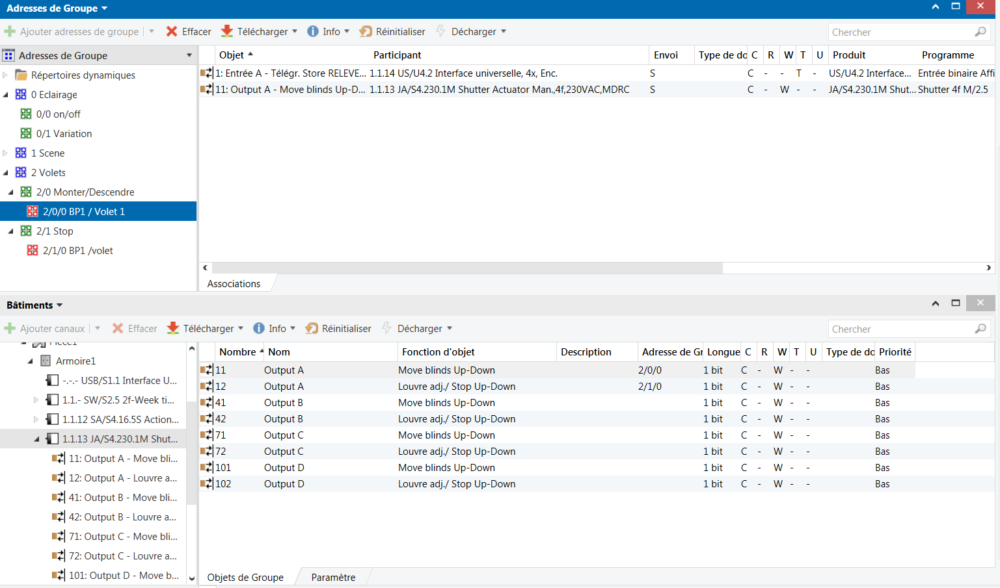 Adresses de Groupe
Ajouter adresses de groupe Effacer Télécharger Info Réinitialiser Décharger Chercher
Adresses de Groupe
Répertoires dynamiques
0 Eclairage
0/0 on/off
0/1 Variation
1 Scene
2 Volets
2/0 Monter/Descendre
2/0/0 BP1 / Volet 1
2/1 Stop
2/1/0 BP1 /volet
Objet Participant Envoi Type de do C R W T U Produit Programme
1: Entrée A - Télégr. Store RELEVE... 1.1.14 US/U4.2 Interface universelle, 4x, Enc. S C - - T - US/U4.2 Interface... Entrée binaire Affi
11: Output A - Move blinds Up-D... 1.1.13 JA/S4.230.1M Shutter Actuator Man.,4f,230VAC,MDRC S C - W - - JA/S4.230.1M Shut... Shutter 4f M/2.5
Associations
Bâtiments
Ajouter canaux Effacer Télécharger Info Réinitialiser Décharger Chercher
Armoire1
-.-.- USB/S1.1 Interface U...
1.1.- SW/S2.5 2f-Week ti...
1.1.12 SA/S4.16.5S Action...
1.1.13 JA/S4.230.1M Shut...
11: Output A - Move bli...
12: Output A - Louvre a...
41: Output B - Move bli...
42: Output B - Louvre a...
71: Output C - Move bli...
72: Output C - Louvre a...
101: Output D - Move b...
Nombre Nom Fonction d'objet Description Adresse de Gr Longue C R W T U Type de do Priorité
11 Output A Move blinds Up-Down 2/0/0 1 bit C - W - - Bas
12 Output A Louvre adj./ Stop Up-Down 2/1/0 1 bit C - W - - Bas
41 Output B Move blinds Up-Down 1 bit C - W - - Bas
42 Output B Louvre adj./ Stop Up-Down 1 bit C - W - - Bas
71 Output C Move blinds Up-Down 1 bit C - W - - Bas
72 Output C Louvre adj./ Stop Up-Down 1 bit C - W - - Bas
101 Output D Move blinds Up-Down 1 bit C - W - - Bas
102 Output D Louvre adj./ Stop Up-Down 1 bit C - W - - Bas
Objets de Groupe Paramètre